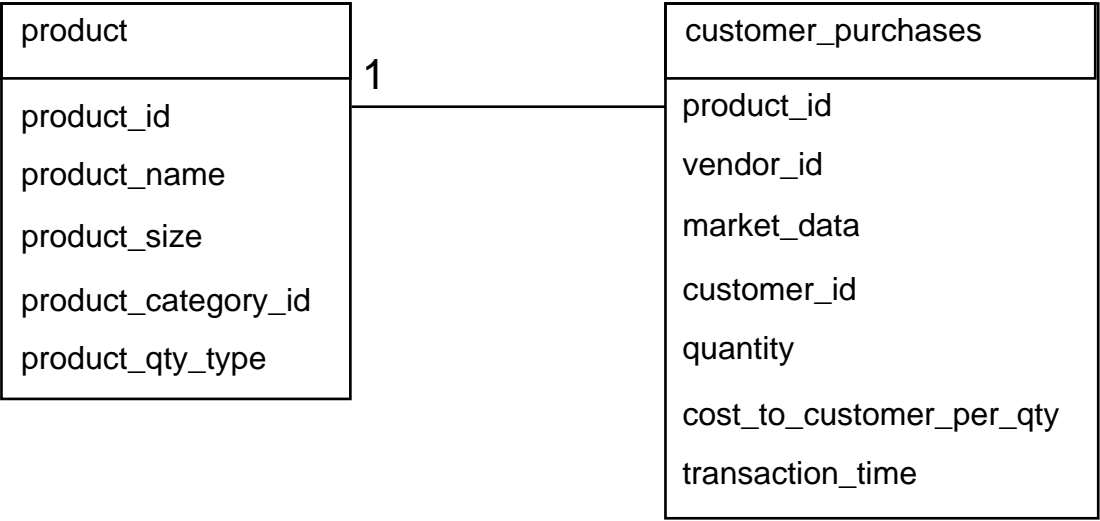 product
product_id
product_name
product_size
product_category_id
product_qty_type
1
customer_purchases
product_id
vendor_id
market_data
customer_id
quantity
cost_to_customer_per_qty
transaction_time